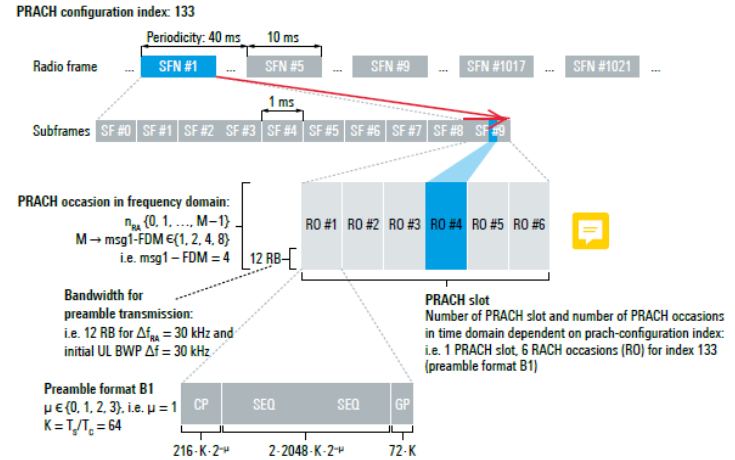 PRACH configuration index: 133
Periodicity: 40 ms 10 ms
Radio frame ... SFN #1 ... SFN #5 ... SFN #9 ... SFN #1017 ... SFN #1021 ...
1 ms
Subframes SF #0 SF #1 SF #2 SF #3 SF #4 SF #5 SF #6 SF #7 SF #8 SF #9
PRACH occasion in frequency domain:
n_RA {0, 1, ..., M−1}
M → msg1-FDM ∈{1, 2, 4, 8}
i.e. msg1 – FDM = 4
12 RB
RO #1 RO #2 RO #3 RO #4 RO #5 RO #6
Bandwidth for
preamble transmission:
i.e. 12 RB for Δf_RA = 30 kHz and
initial UL BWP Δf = 30 kHz
PRACH slot
Number of PRACH slot and number of PRACH occasions
in time domain dependent on prach-configuration index:
i.e. 1 PRACH slot, 6 RACH occasions (RO) for index 133
(preamble format B1)
Preamble format B1
μ ∈ {0, 1, 2, 3}, i.e. μ = 1
K = T_s/T_c = 64
CP SEQ SEQ GP
216·K·2^-μ 2·2048·K·2^-μ 72·K